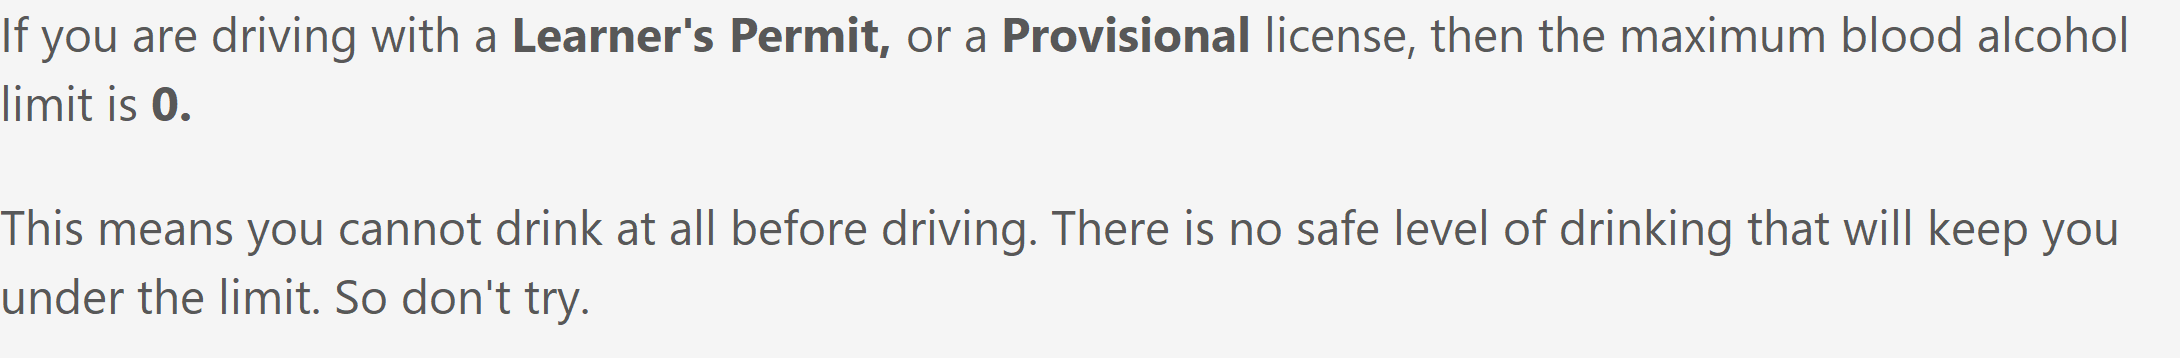 If you are driving with a Learner's Permit, or a Provisional license, then the maximum blood alcohol
limit is 0.
This means you cannot drink at all before driving. There is no safe level of drinking that will keep you
under the limit. So don't try.